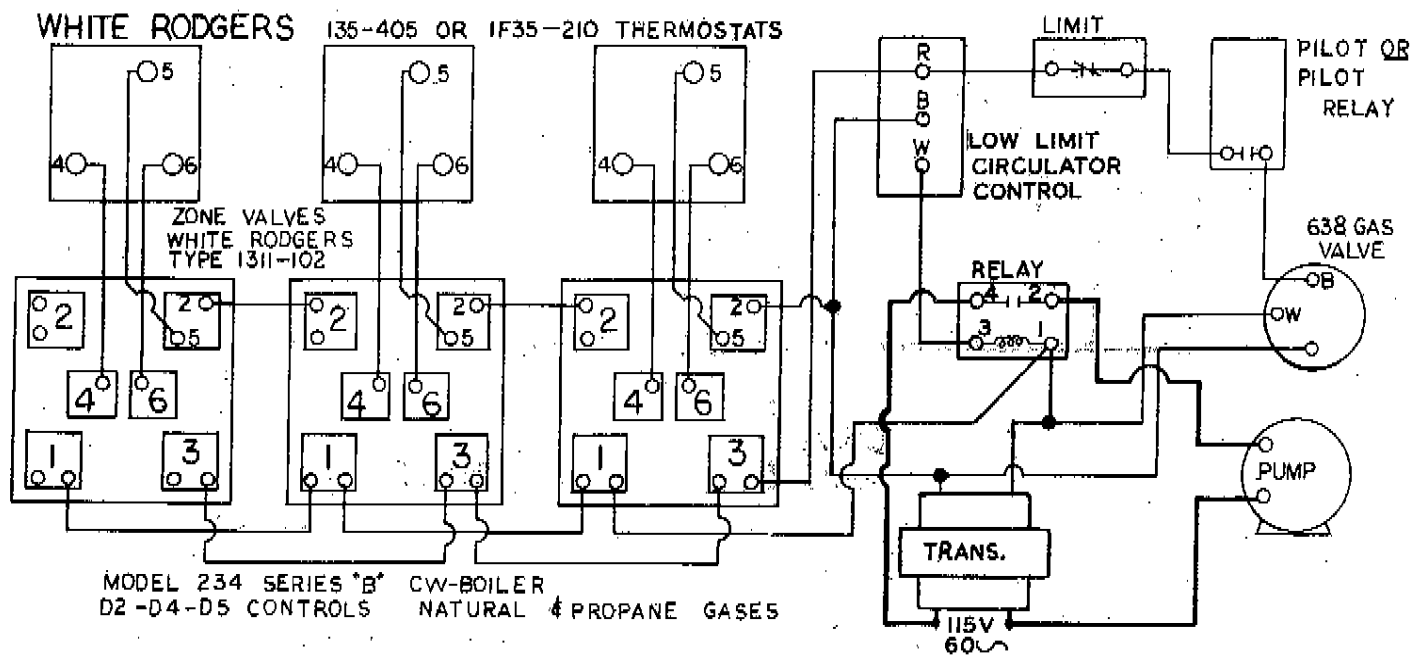 WHITE RODGERS 135-405 OR 1F35-210 THERMOSTATS
5
4
6
5
4
6
5
4
6
R
B
W
LOW LIMIT
CIRCULATOR
CONTROL
LIMIT
PILOT OR
PILOT
RELAY
ZONE VALVES
WHITE RODGERS
TYPE 1311-102
638 GAS
VALVE
B
W
RELAY
4
2
3
1
2
2
5
4
6
1
3
2
2
5
4
6
1
3
2
2
5
4
6
1
3
PUMP
TRANS.
115V
60~
MODEL 234 SERIES "B" CW-BOILER
D2-D4-D5 CONTROLS NATURAL & PROPANE GASES